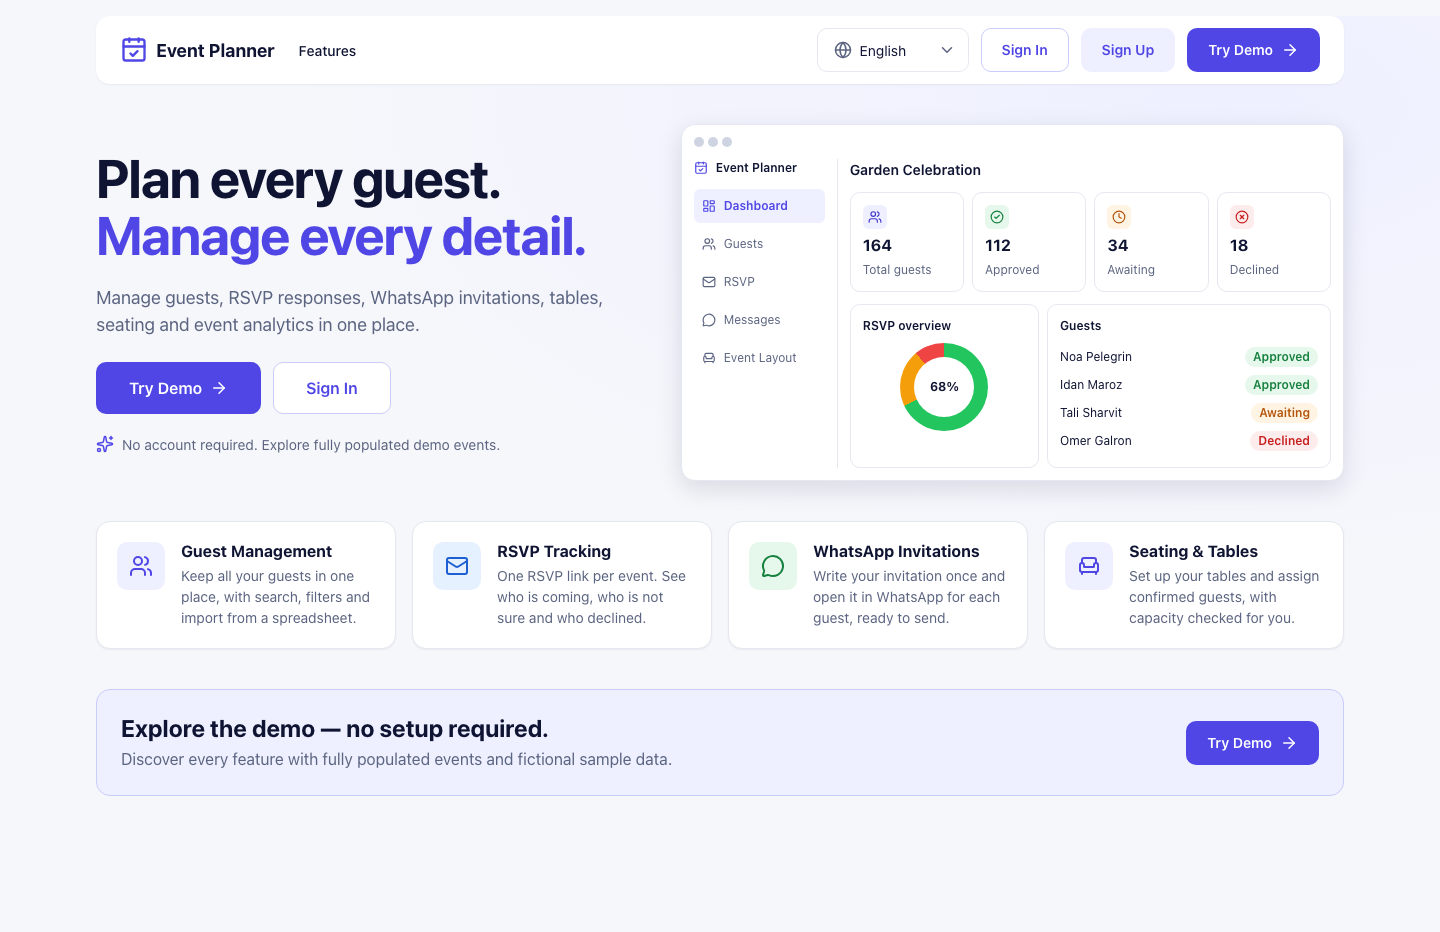 Event Planner
Features
English
Sign In
Sign Up
Try Demo
Plan every guest.
Manage every detail.
Manage guests, RSVP responses, WhatsApp invitations, tables,
seating and event analytics in one place.
Try Demo
Sign In
No account required. Explore fully populated demo events.
Event Planner
Dashboard
Guests
RSVP
Messages
Event Layout
Garden Celebration
164
Total guests
112
Approved
34
Awaiting
18
Declined
RSVP overview
68%
Guests
Noa Pelegrin Approved
Idan Maroz Approved
Tali Sharvit Awaiting
Omer Galron Declined
Guest Management
Keep all your guests in one
place, with search, filters and
import from a spreadsheet.
RSVP Tracking
One RSVP link per event. See
who is coming, who is not
sure and who declined.
WhatsApp Invitations
Write your invitation once and
open it in WhatsApp for each
guest, ready to send.
Seating & Tables
Set up your tables and assign
confirmed guests, with
capacity checked for you.
Explore the demo — no setup required.
Discover every feature with fully populated events and fictional sample data.
Try Demo